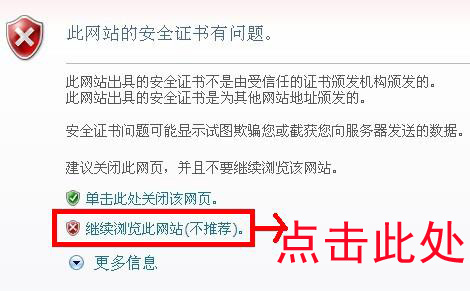 此网站的安全证书有问题。
此网站出具的安全证书不是由受信任的证书颁发机构颁发的。
此网站出具的安全证书是为其他网站地址颁发的。
安全证书问题可能显示试图欺骗您或截获您向服务器发送的数据。
建议关闭此网页，并且不要继续浏览该网站。
单击此处关闭该网页。
继续浏览此网站(不推荐)。
点击此处
更多信息